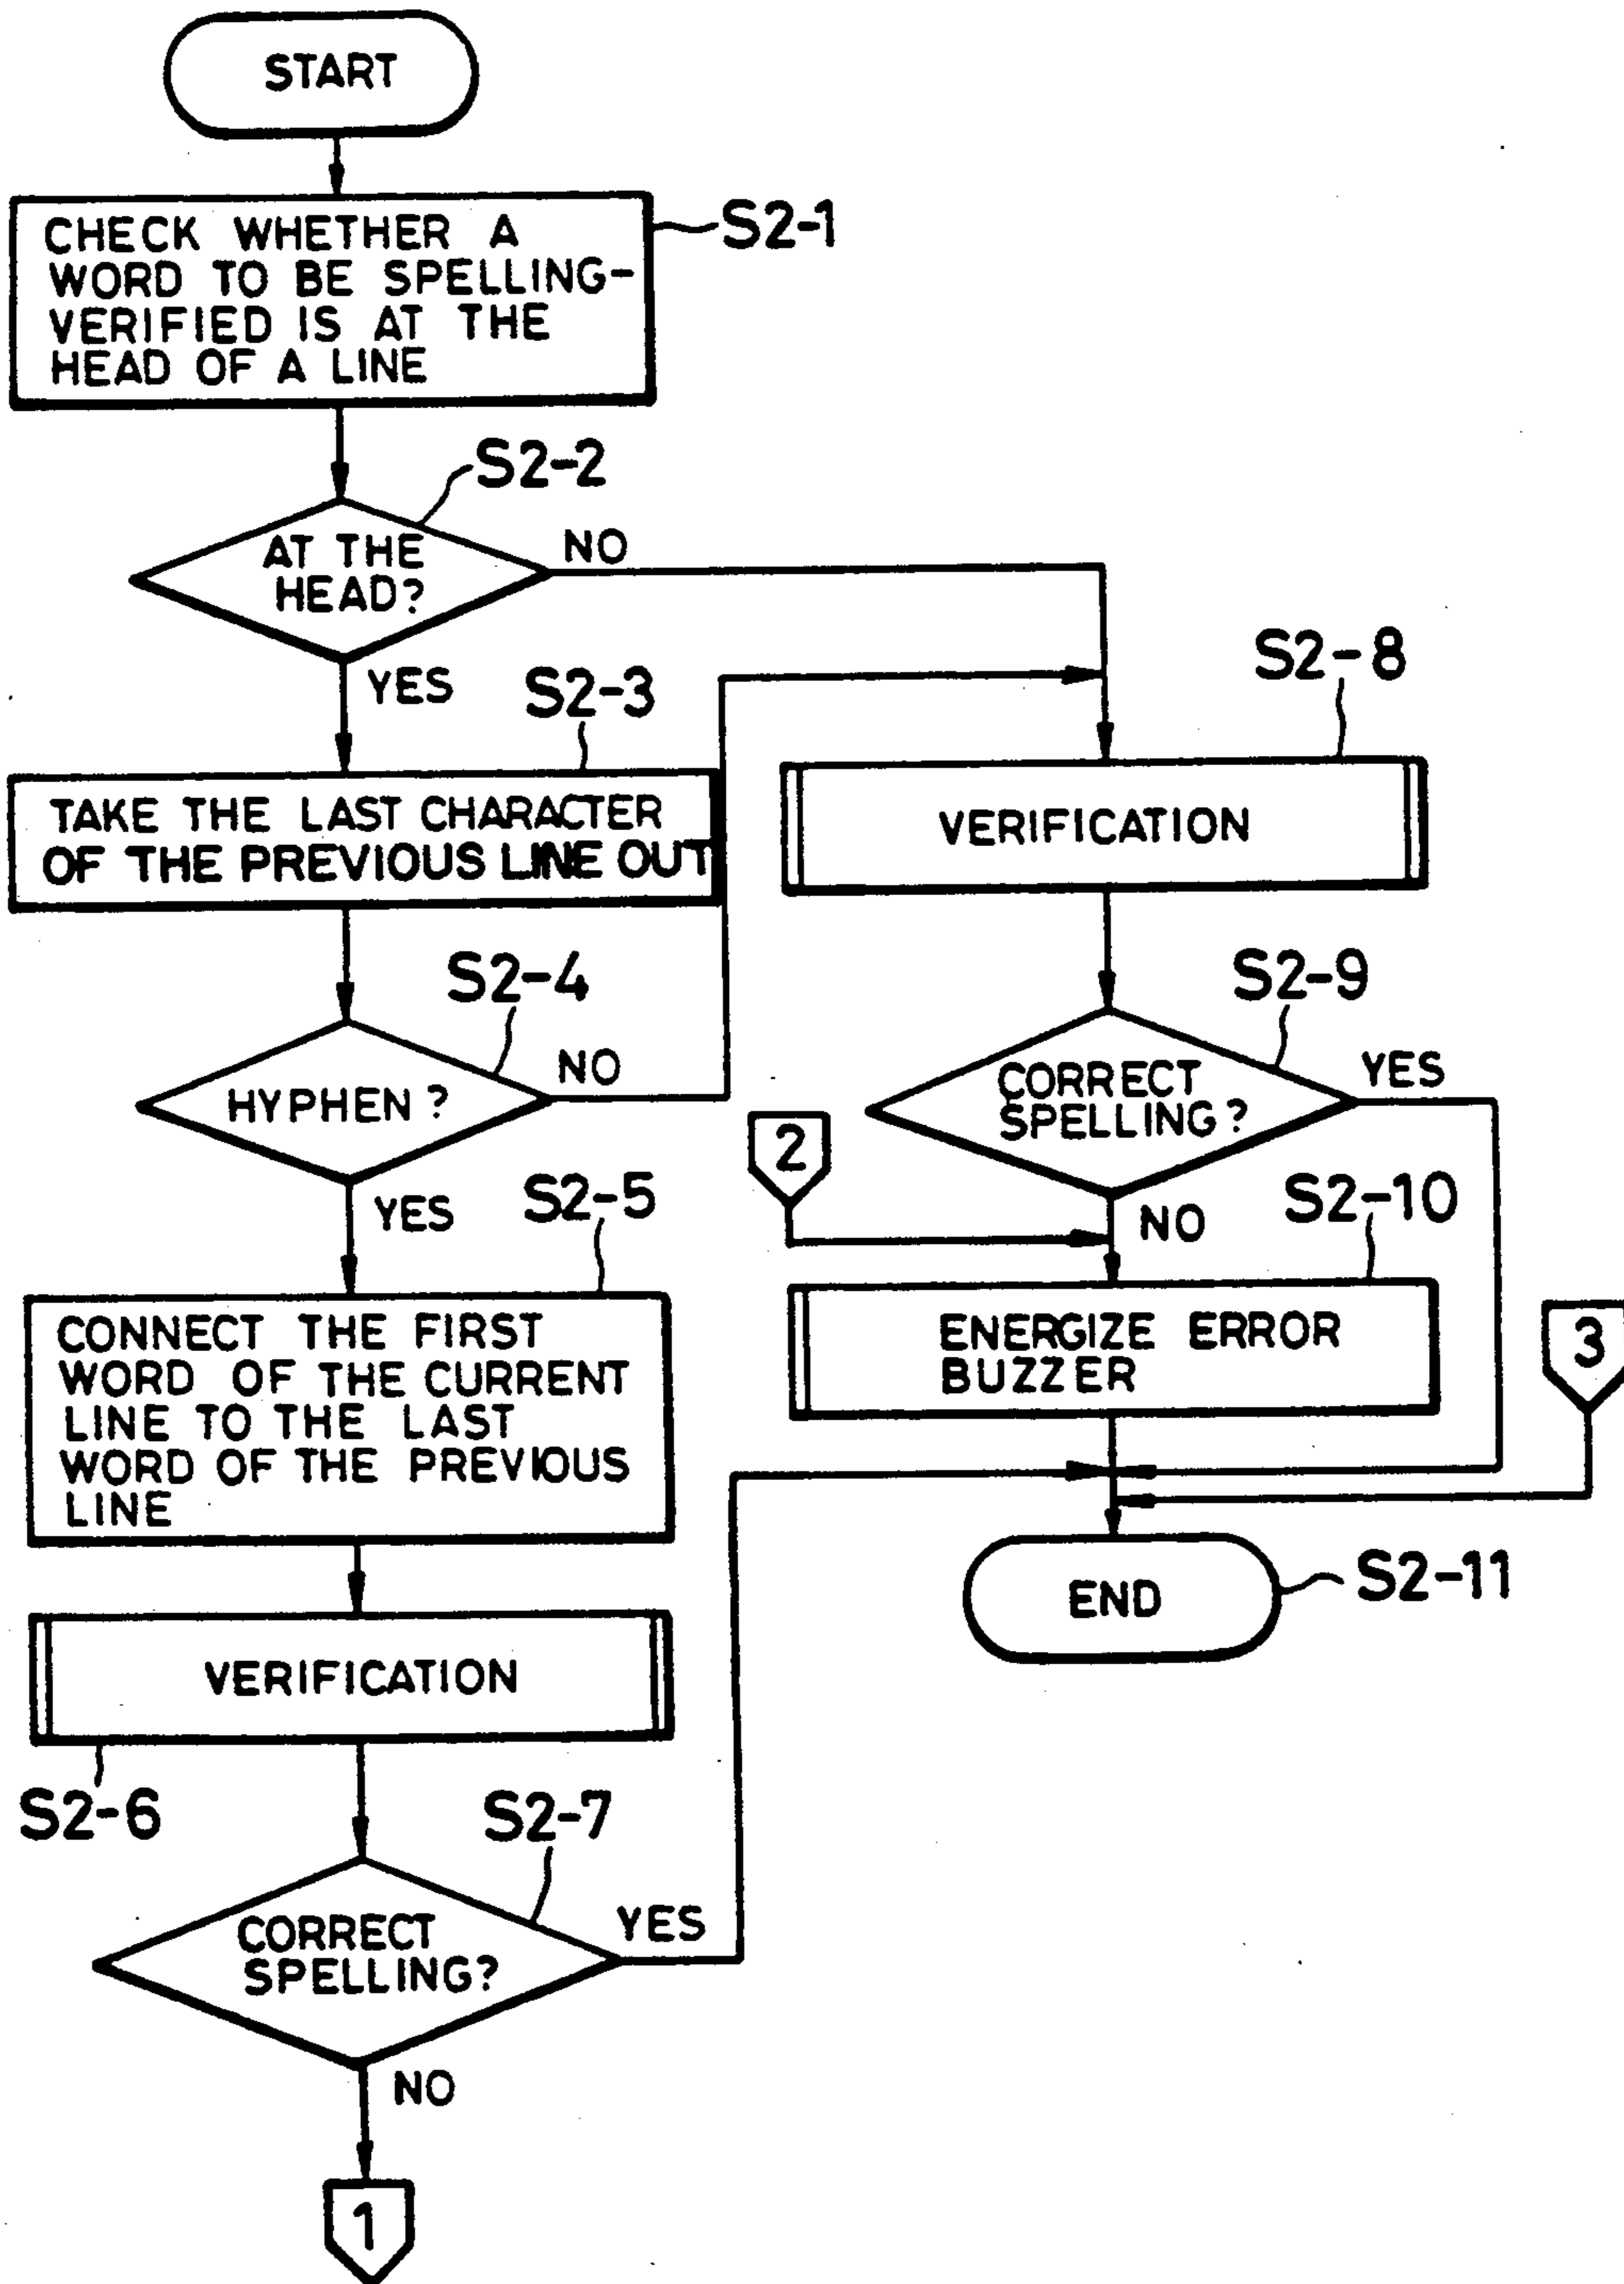 START
CHECK WHETHER A
WORD TO BE SPELLING-
VERIFIED IS AT THE
HEAD OF A LINE
S2-1
S2-2
AT THE
HEAD?
NO
YES
S2-3
TAKE THE LAST CHARACTER
OF THE PREVIOUS LINE OUT
S2-4
HYPHEN?
NO
YES
S2-5
CONNECT THE FIRST
WORD OF THE CURRENT
LINE TO THE LAST
WORD OF THE PREVIOUS
LINE
VERIFICATION
S2-6
S2-7
CORRECT
SPELLING?
YES
NO
1
S2-8
VERIFICATION
S2-9
CORRECT
SPELLING?
YES
2
NO
S2-10
ENERGIZE ERROR
BUZZER
3
END
S2-11